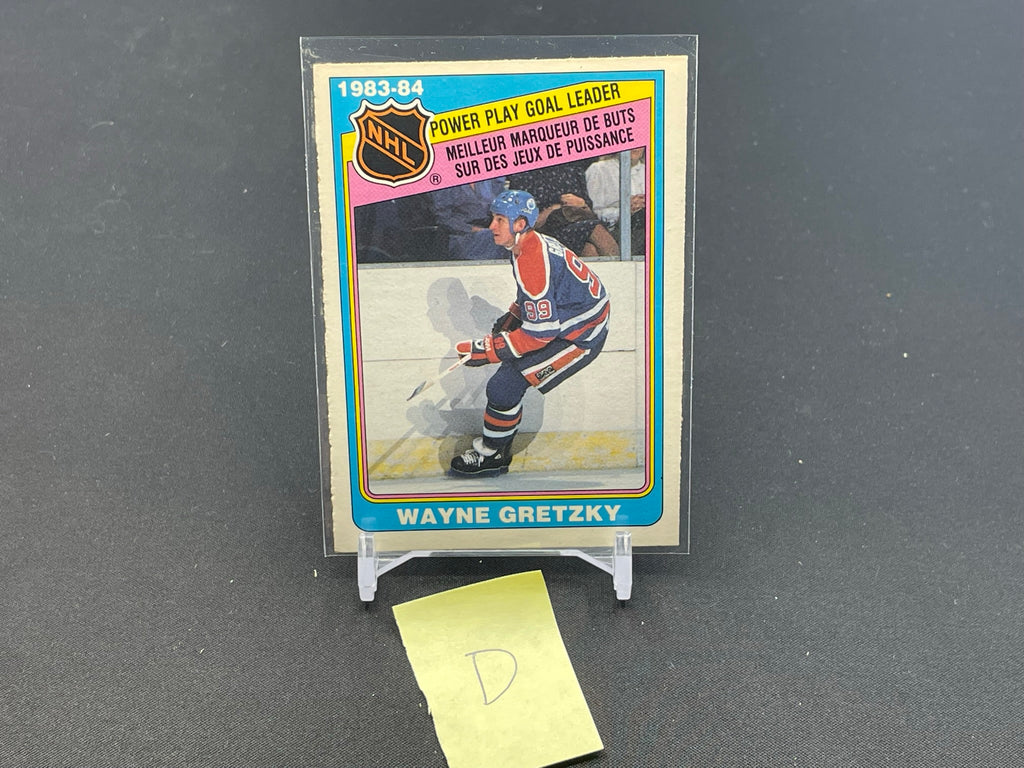 1983-84
NHL
®
POWER PLAY GOAL LEADER
MEILLEUR MARQUEUR DE BUTS
SUR DES JEUX DE PUISSANCE
99
99
WAYNE GRETZKY
D